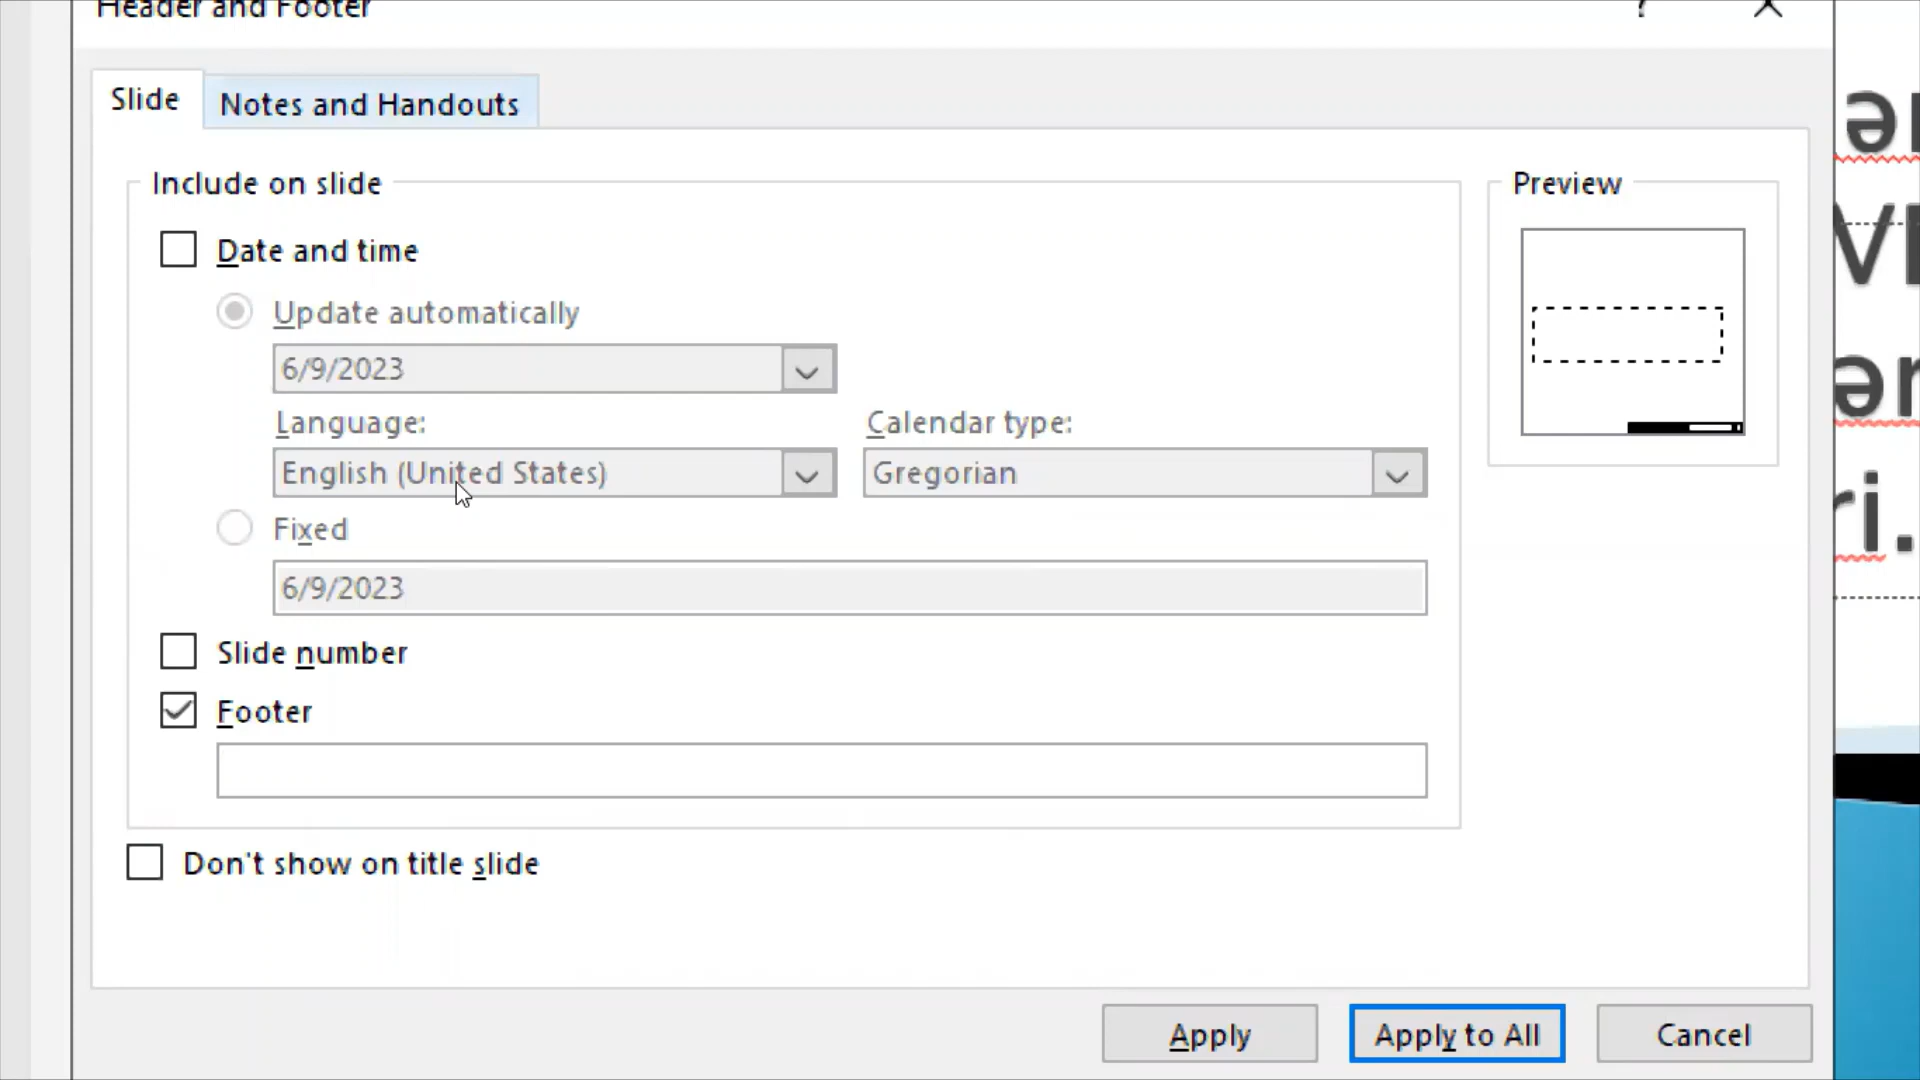 Header and Footer
Slide
Notes and Handouts
Include on slide
Date and time
Update automatically
6/9/2023
Language:
Calendar type:
English (United States)
Gregorian
Fixed
6/9/2023
Slide number
Footer
Don't show on title slide
Preview
Apply
Apply to All
Cancel
ri.